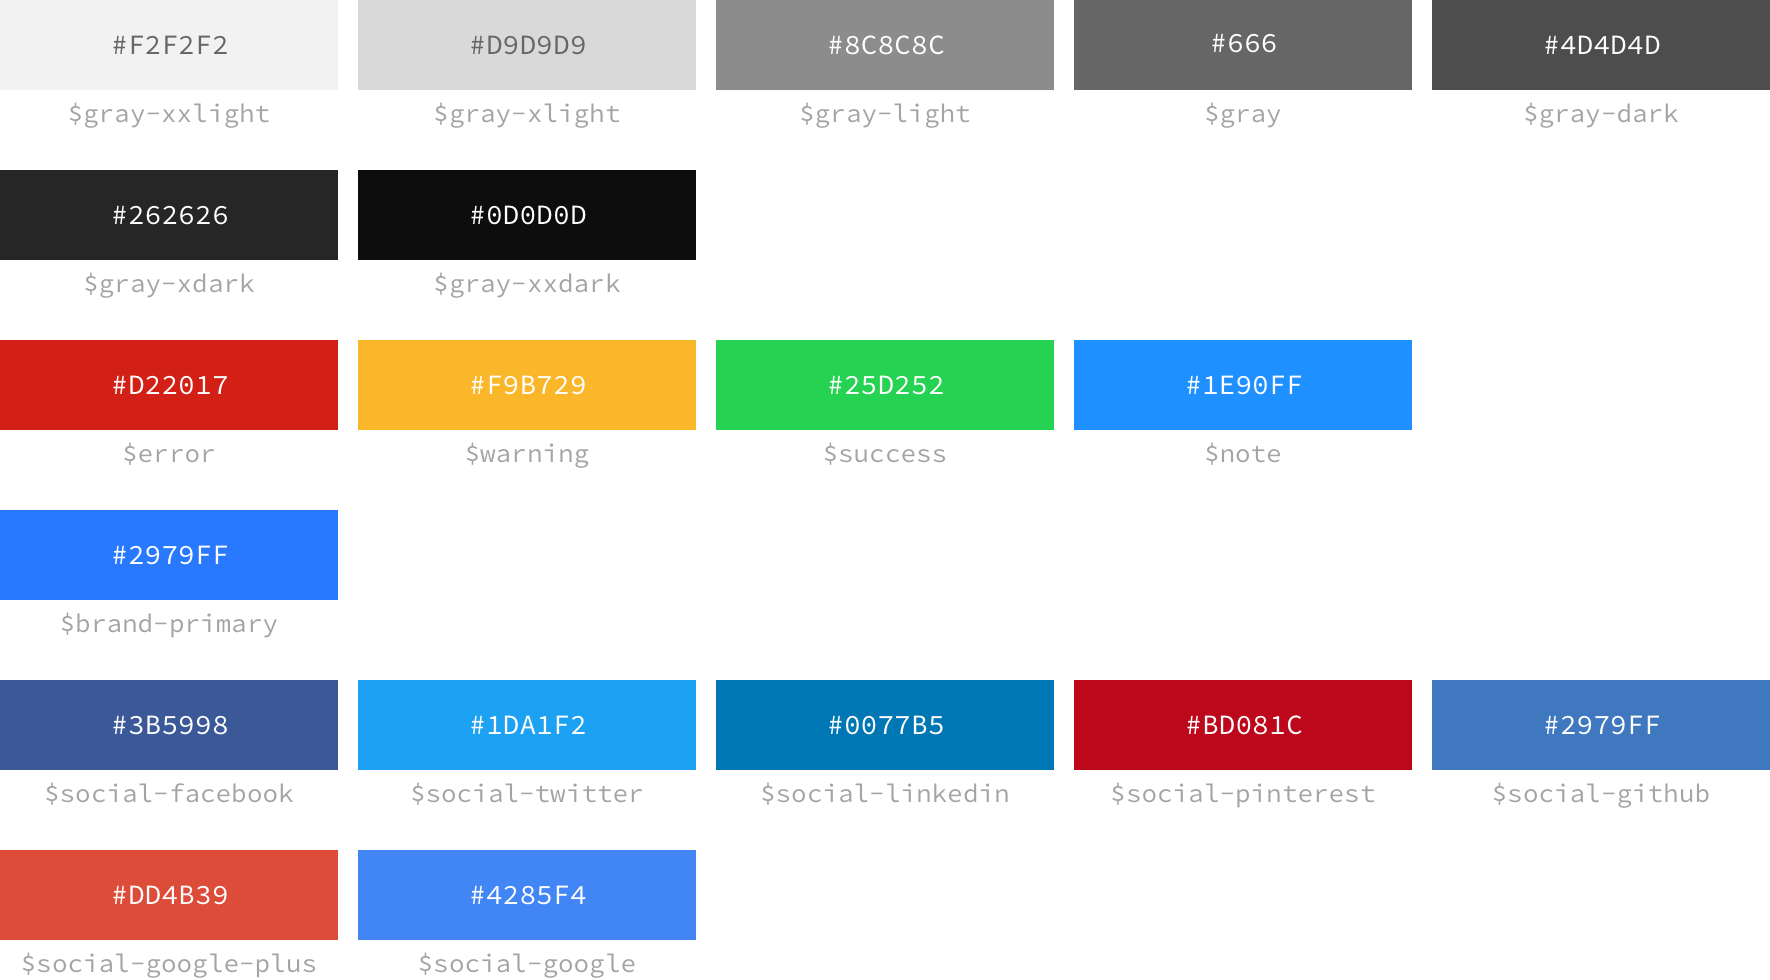 #F2F2F2 #D9D9D9 #8C8C8C #666 #4D4D4D
$gray-xxlight $gray-xlight $gray-light $gray $gray-dark
#262626 #0D0D0D
$gray-xdark $gray-xxdark
#D22017 #F9B729 #25D252 #1E90FF
$error $warning $success $note
#2979FF
$brand-primary
#3B5998 #1DA1F2 #0077B5 #BD081C #2979FF
$social-facebook $social-twitter $social-linkedin $social-pinterest $social-github
#DD4B39 #4285F4
$social-google-plus $social-google